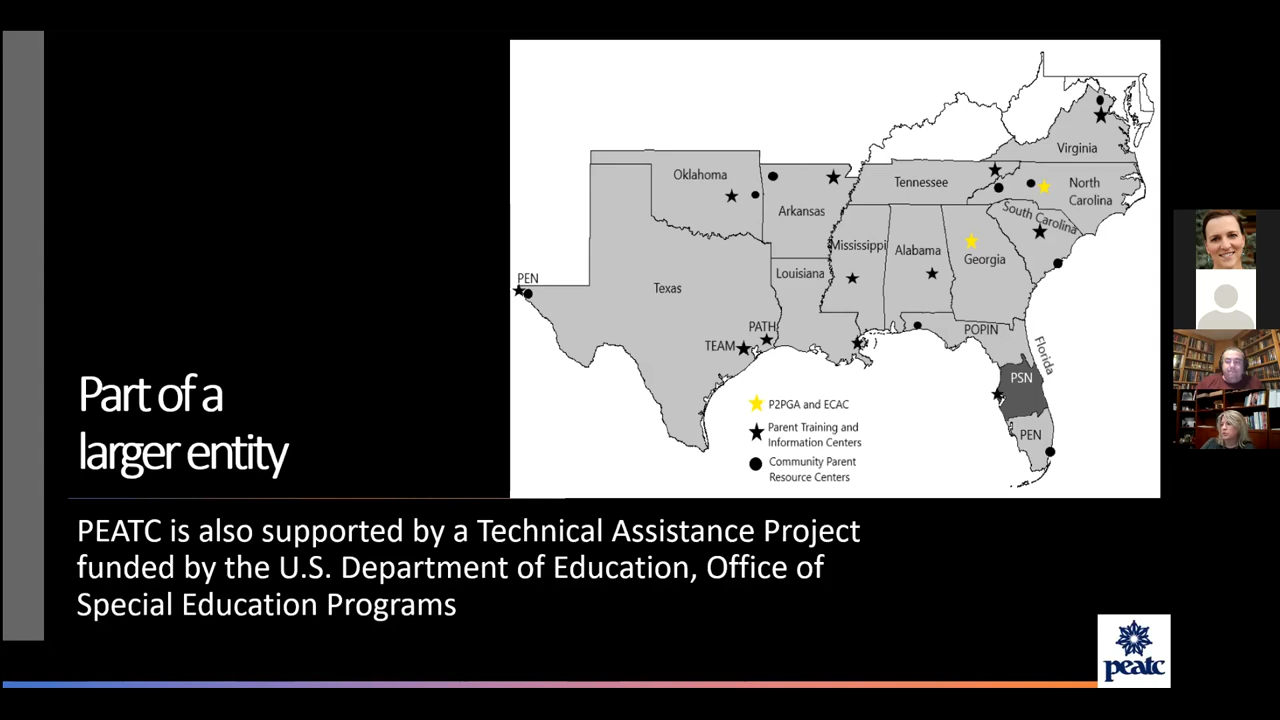 Part of a
larger entity
PEATC is also supported by a Technical Assistance Project
funded by the U.S. Department of Education, Office of
Special Education Programs
Virginia
Oklahoma
Tennessee
North
Carolina
Arkansas
South Carolina
Mississippi
Alabama
Georgia
Louisiana
PEN
Texas
PATH
TEAM
POPIN
Florida
PSN
PEN
P2PGA and ECAC
Parent Training and
Information Centers
Community Parent
Resource Centers
peatc